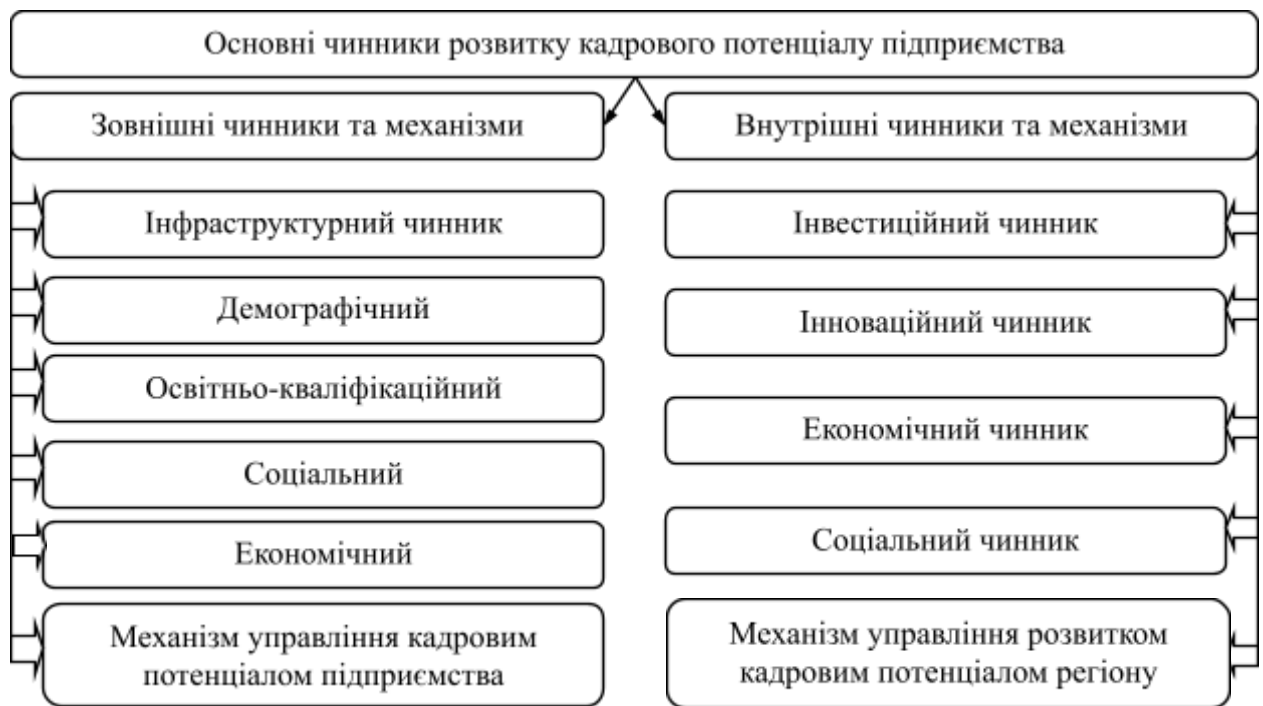 Основні чинники розвитку кадрового потенціалу підприємства
Зовнішні чинники та механізми
Внутрішні чинники та механізми
Інфраструктурний чинник
Демографічний
Освітньо-кваліфікаційний
Соціальний
Економічний
Механізм управління кадровим
потенціалом підприємства
Інвестиційний чинник
Інноваційний чинник
Економічний чинник
Соціальний чинник
Механізм управління розвитком
кадровим потенціалом регіону